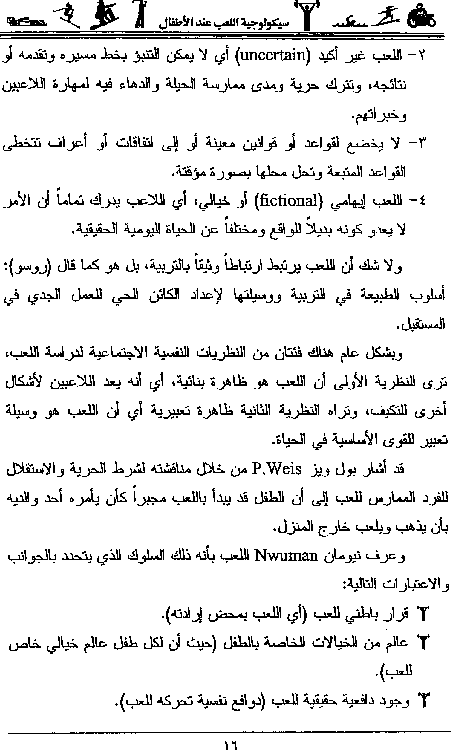 سيكولوجية اللعب عند الأطفال
٢- اللعب غير أكيد (uncertain) أي لا يمكن التنبؤ بخط مسيره وتقدمه أو
نتائجه، وتترك حرية ومدى ممارسة الحيلة والدهاء فيه لمهارة اللاعبين
وخبراتهم.
٣- لا يخضع لقواعد أو قوانين معينة أو إلى اتفاقات أو أعراف تتخطى
القواعد المتبعة وتحل محلها بصورة مؤقتة.
٤- اللعب إيهامي (fictional) أو خيالي، أي اللاعب يدرك تماماً أن الأمر
لا يعدو كونه بديلاً للواقع ومختلفاً عن الحياة اليومية الحقيقية.
ولا شك أن اللعب يرتبط ارتباطاً وثيقاً بالتربية، بل هو كما قال (روسو):
أسلوب الطبيعة في التربية ووسيلتها لإعداد الكائن الحي للعمل الجدي في
المستقبل.
وبشكل عام هناك فئتان من النظريات النفسية الاجتماعية لدراسة اللعب،
ترى النظرية الأولى أن اللعب هو ظاهرة بنائية، أي أنه يعد اللاعبين لأشكال
أخرى للتكيف، وتراه النظرية الثانية ظاهرة تعبيرية أي أن اللعب هو وسيلة
تعبير للقوى الأساسية في الحياة.
قد أشار بول ويز P.Weis من خلال مناقشته لشرط الحرية والاستقلال
للفرد الممارس للعب إلى أن الطفل قد يبدأ باللعب مجبراً كأن يأمره أحد والديه
بأن يذهب ويلعب خارج المنزل.
وعرف نيومان Nwuman اللعب بأنه ذلك السلوك الذي يتحدد بالجوانب
والاعتبارات التالية:
قرار باطني للعب (أي اللعب بمحض إرادته).
عالم من الخيالات الخاصة بالطفل (حيث أن لكل طفل عالم خيالي خاص
للعب).
وجود دافعية حقيقية للعب (دوافع نفسية تحركه للعب).
١٦